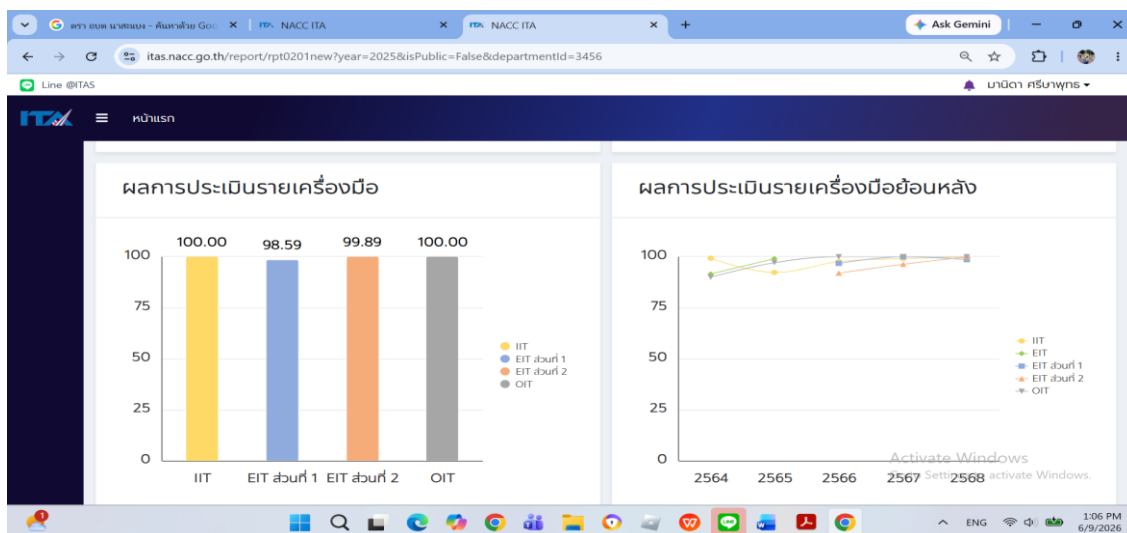 ตรา อบต นาสะแบง - ค้นหาด้วย Goo
NACC ITA
NACC ITA
Ask Gemini
itas.nacc.go.th/report/rpt0201new?year=2025&isPublic=False&departmentId=3456
Line @ITAS
มานิดา ศรีษาพุทธ
ITA
หน้าแรก
ผลการประเมินรายเครื่องมือ
100.00
98.59
99.89
100.00
100
75
50
25
0
IIT
EIT ส่วนที่ 1
EIT ส่วนที่ 2
OIT
IIT
EIT ส่วนที่ 1
EIT ส่วนที่ 2
OIT
ผลการประเมินรายเครื่องมือย้อนหลัง
100
75
50
25
0
2564
2565
2566
2567
2568
IIT
EIT
EIT ส่วนที่ 1
EIT ส่วนที่ 2
OIT
Activate Windows
Go to Settings to activate Windows.
1
ENG
1:06 PM
6/9/2026